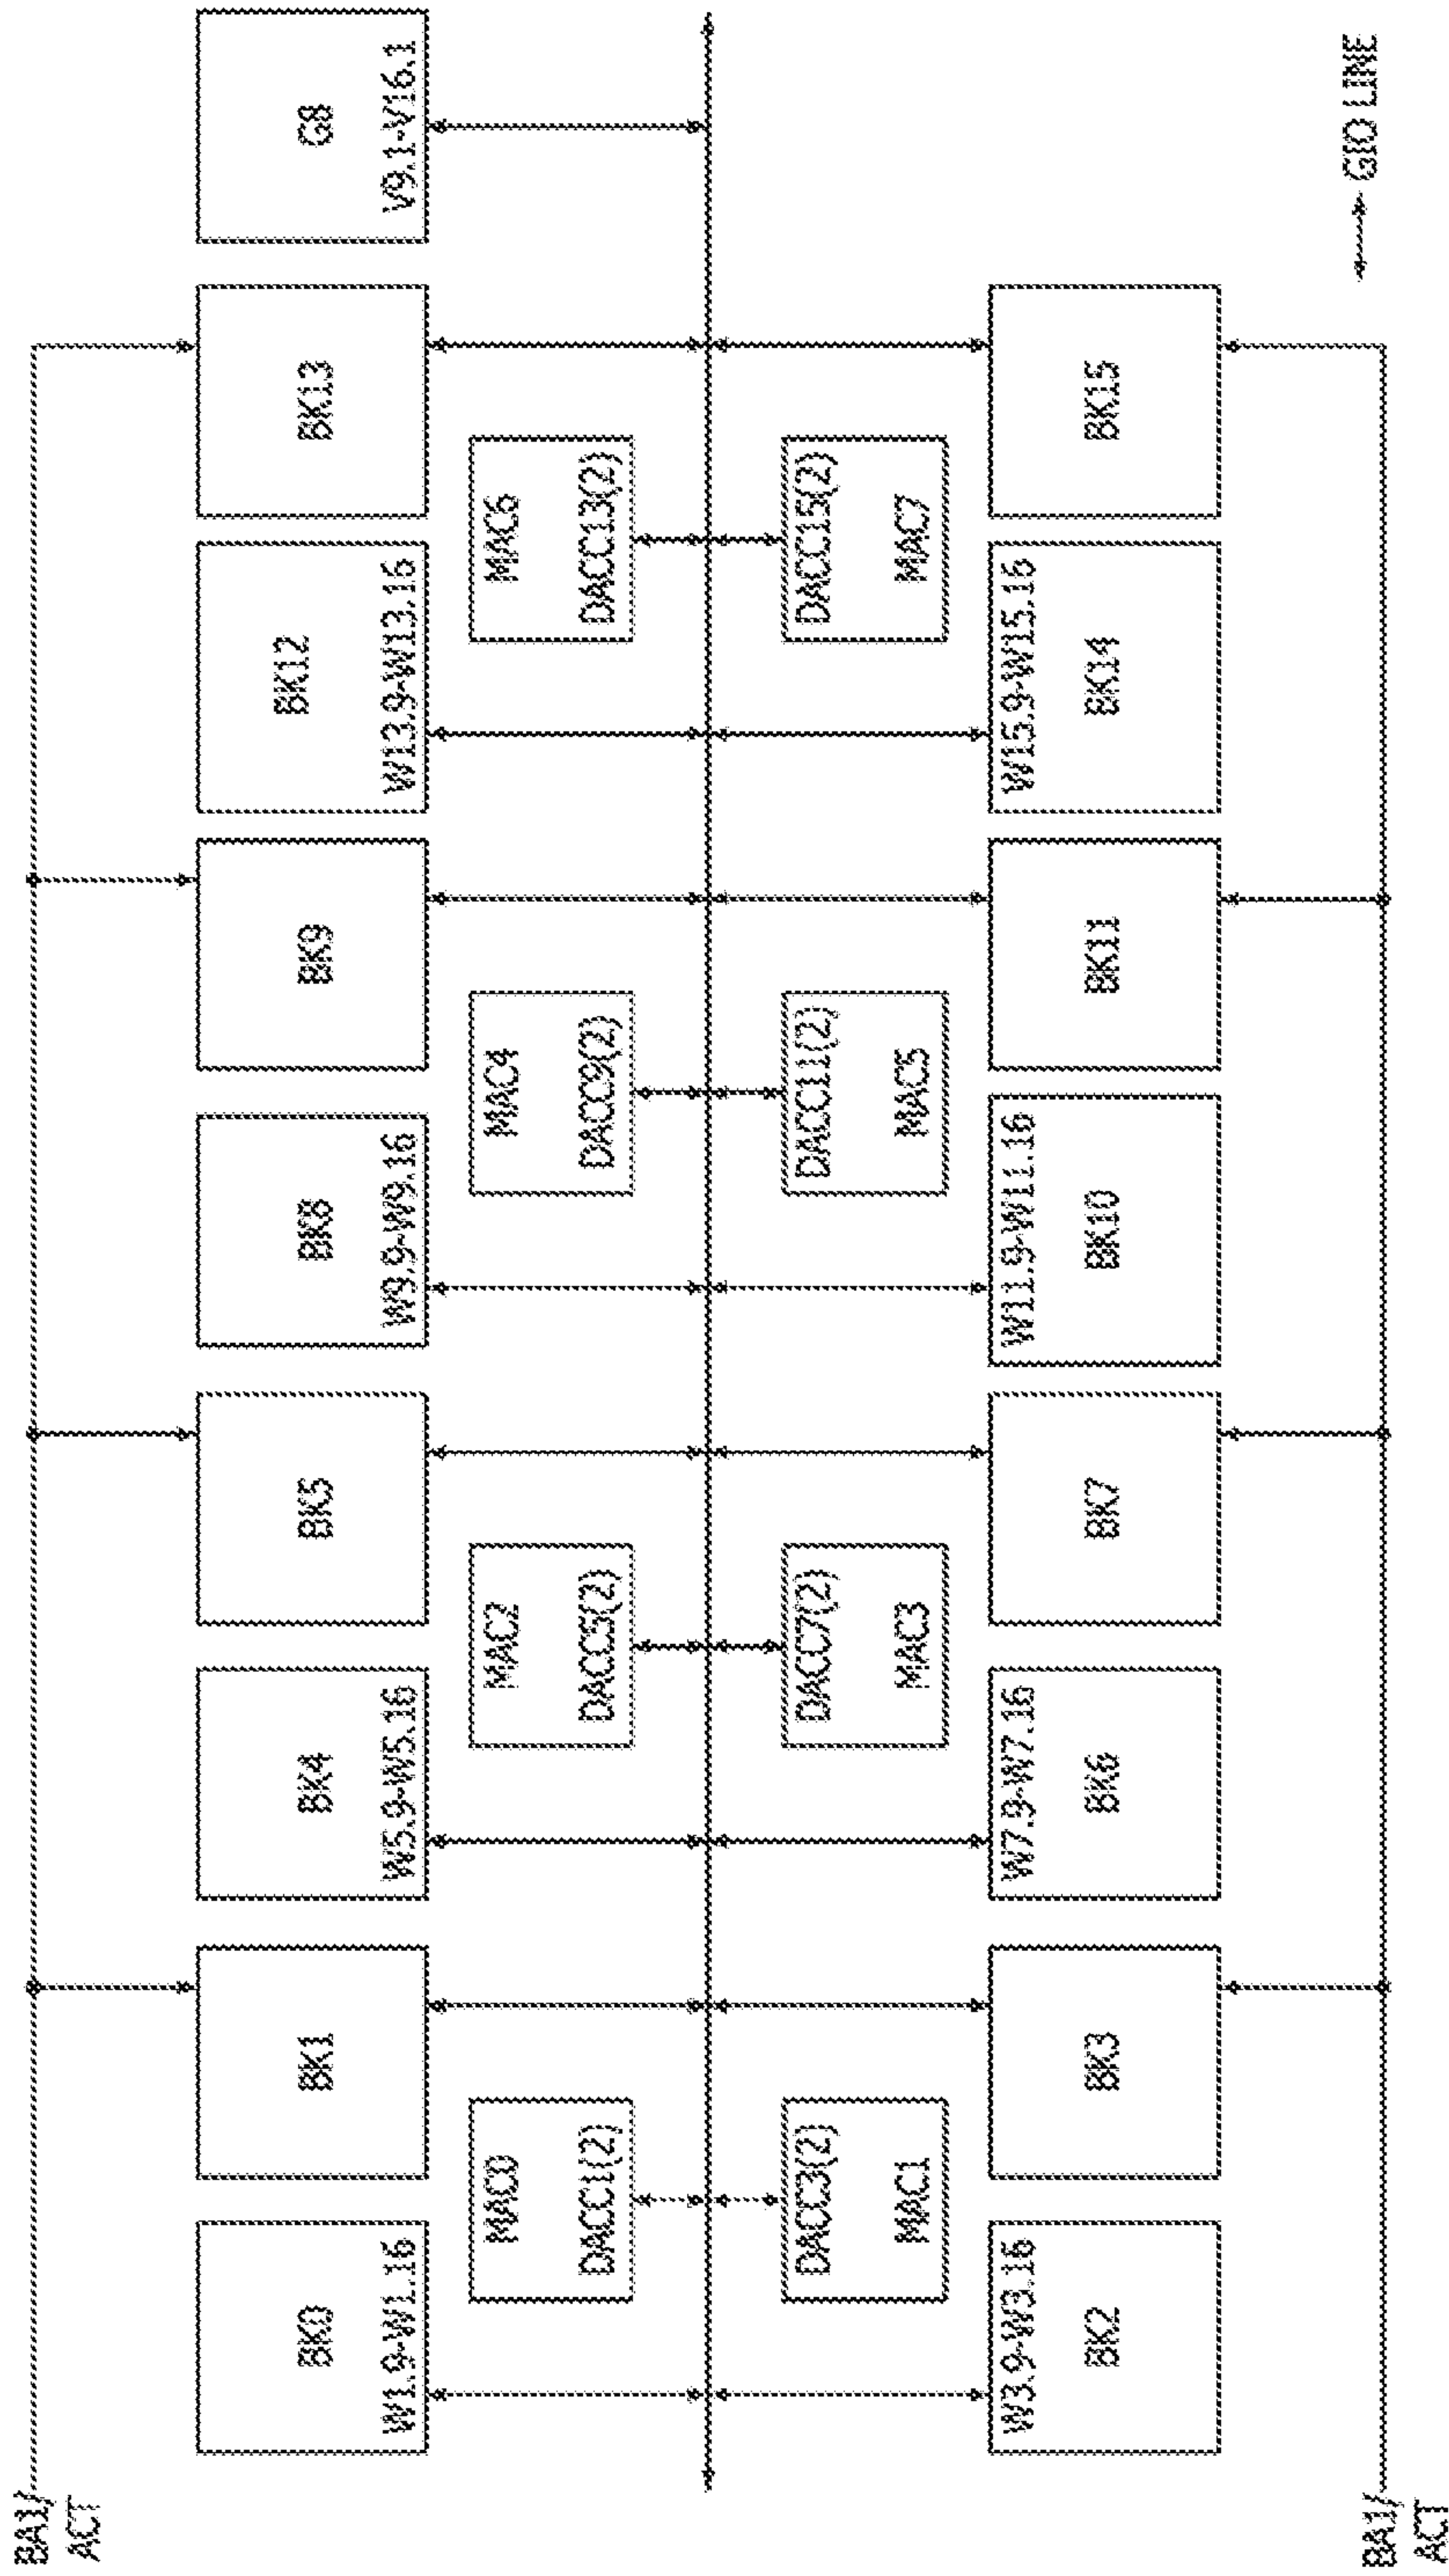 BA1/
ACT
BK0
W1.9-W1.16
BK1
BK4
W5.9-W5.16
BK5
BK8
W9.9-W9.16
BK9
BK12
W13.9-W13.16
BK13
G8
V9.1-V16.1
MAC0
DACC1(2)
MAC2
DACC5(2)
MAC4
DACC9(2)
MAC6
DACC13(2)
DACC3(2)
MAC1
DACC7(2)
MAC3
DACC11(2)
MAC5
DACC15(2)
MAC7
W3.9-W3.16
BK2
BK3
W7.9-W7.16
BK6
BK7
W11.9-W11.16
BK10
BK11
W15.9-W15.16
BK14
BK15
GIO LINE
BA1/
ACT